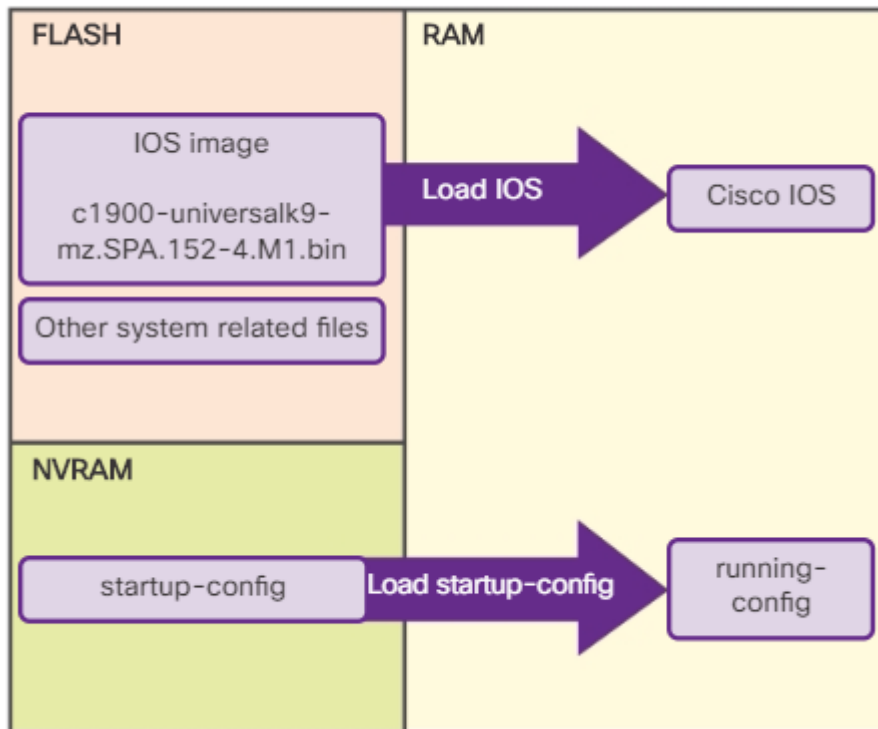 FLASH
IOS image
c1900-universalk9-
mz.SPA.152-4.M1.bin
Other system related files
RAM
Load IOS
Cisco IOS
NVRAM
startup-config
Load startup-config
running-
config